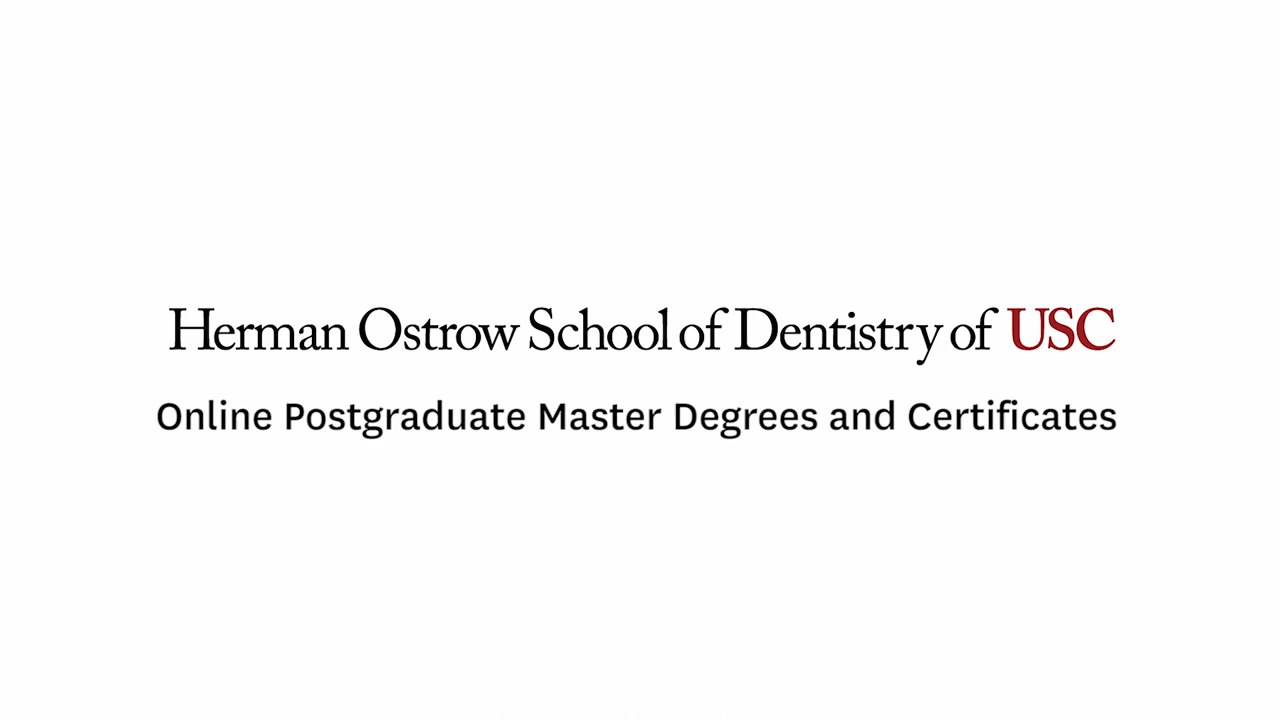 Herman Ostrow School of Dentistry of USC
Online Postgraduate Master Degrees and Certificates